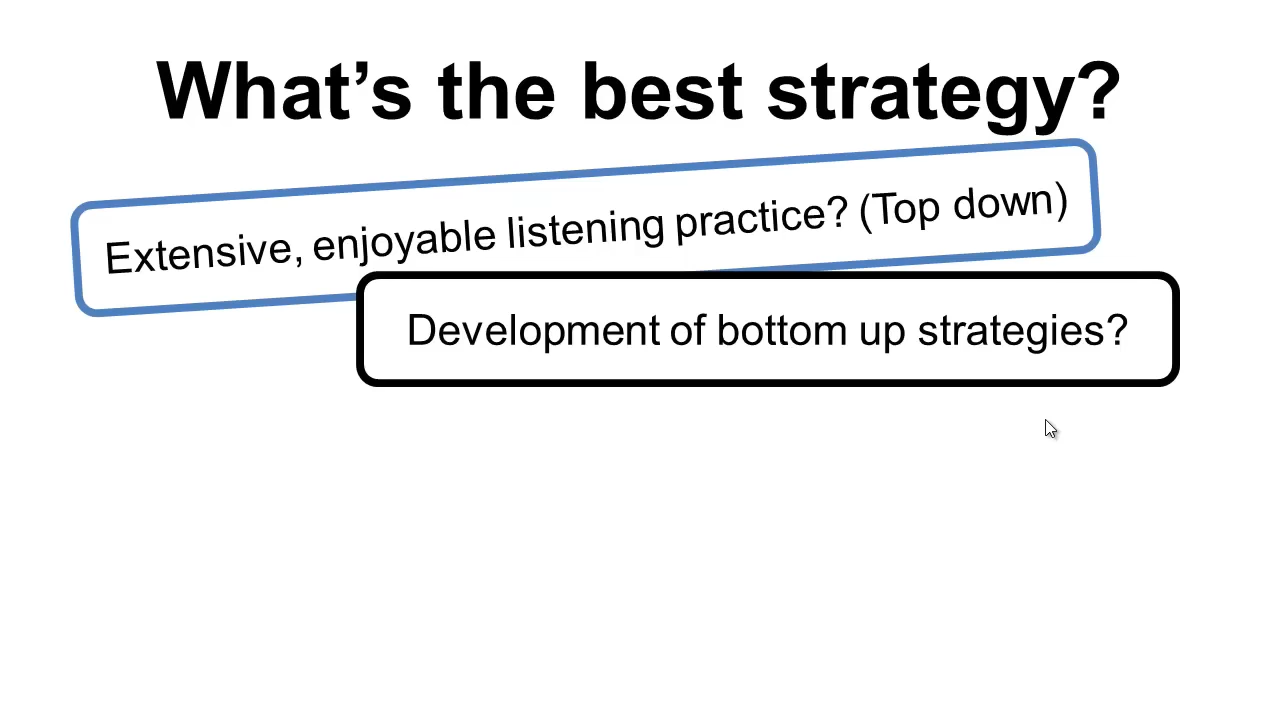 What’s the best strategy?
Extensive, enjoyable listening practice? (Top down)
Development of bottom up strategies?